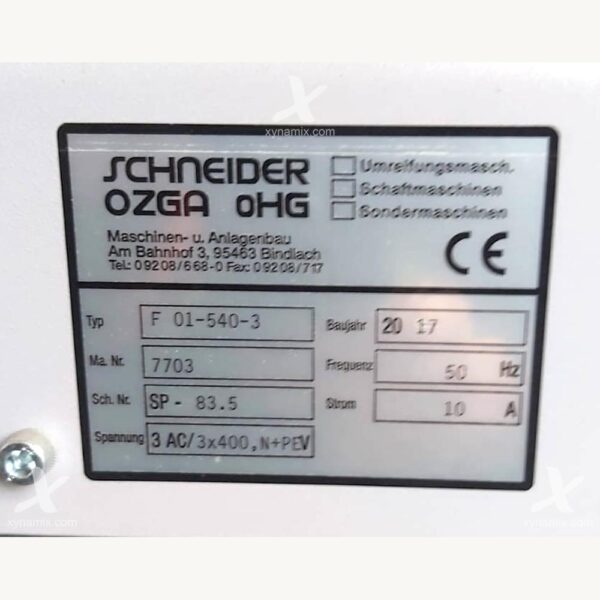 xynamix.com
SCHNEIDER
OZGA OHG
Umreifungsmasch.
Schaftmaschinen
Sondermaschinen
Maschinen- u. Anlagenbau
Am Bahnhof 3, 95463 Bindlach
Tel.: 09208/668-0 Fax: 09208/717
CE
Typ F 01-540-3 Baujahr 20 17
Ma. Nr. 7703 Frequenz 50 Hz
Sch. Nr. SP - 83.5 Strom 10 A
Spannung 3 AC/3x400,N+PEV
xynamix.com
xynamix.com